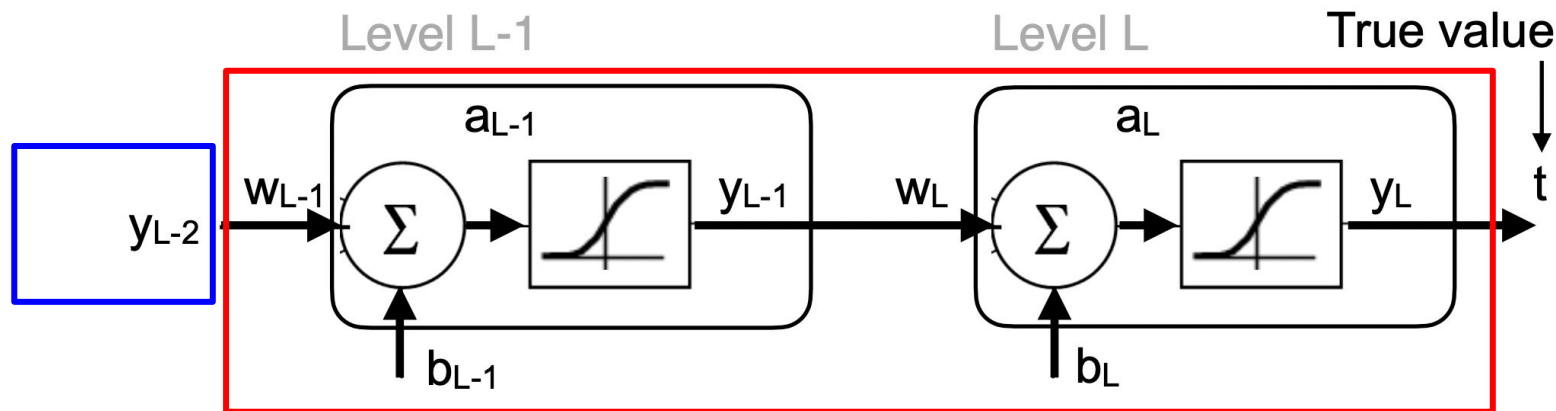 Level L-1
Level L
True value
aL-1
aL
wL-1
yL-1
wL
yL
t
yL-2
Σ
Σ
bL-1
bL